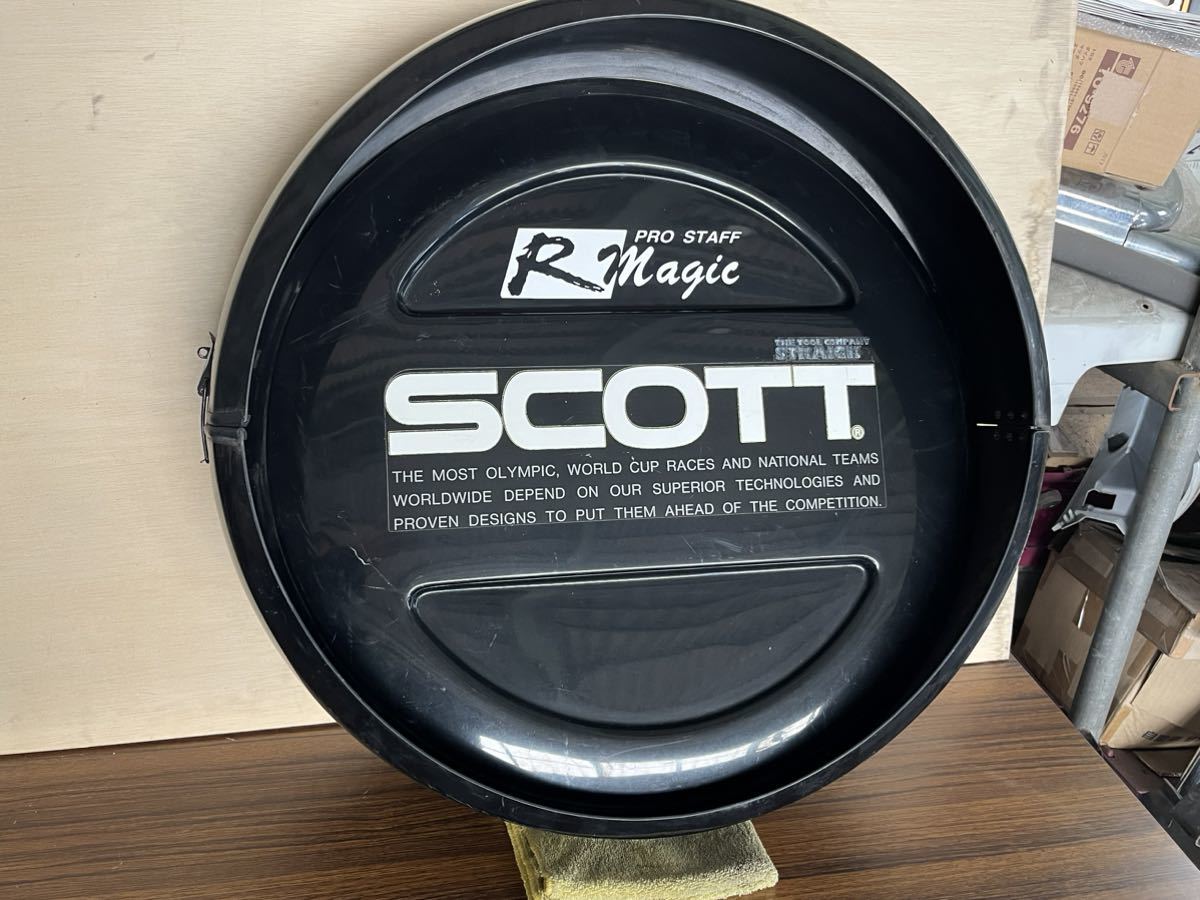 PRO STAFF
R Magic
THE TOOL COMPANY
STRAIGHT
SCOTT®
THE MOST OLYMPIC, WORLD CUP RACES AND NATIONAL TEAMS
WORLDWIDE DEPEND ON OUR SUPERIOR TECHNOLOGIES AND
PROVEN DESIGNS TO PUT THEM AHEAD OF THE COMPETITION.